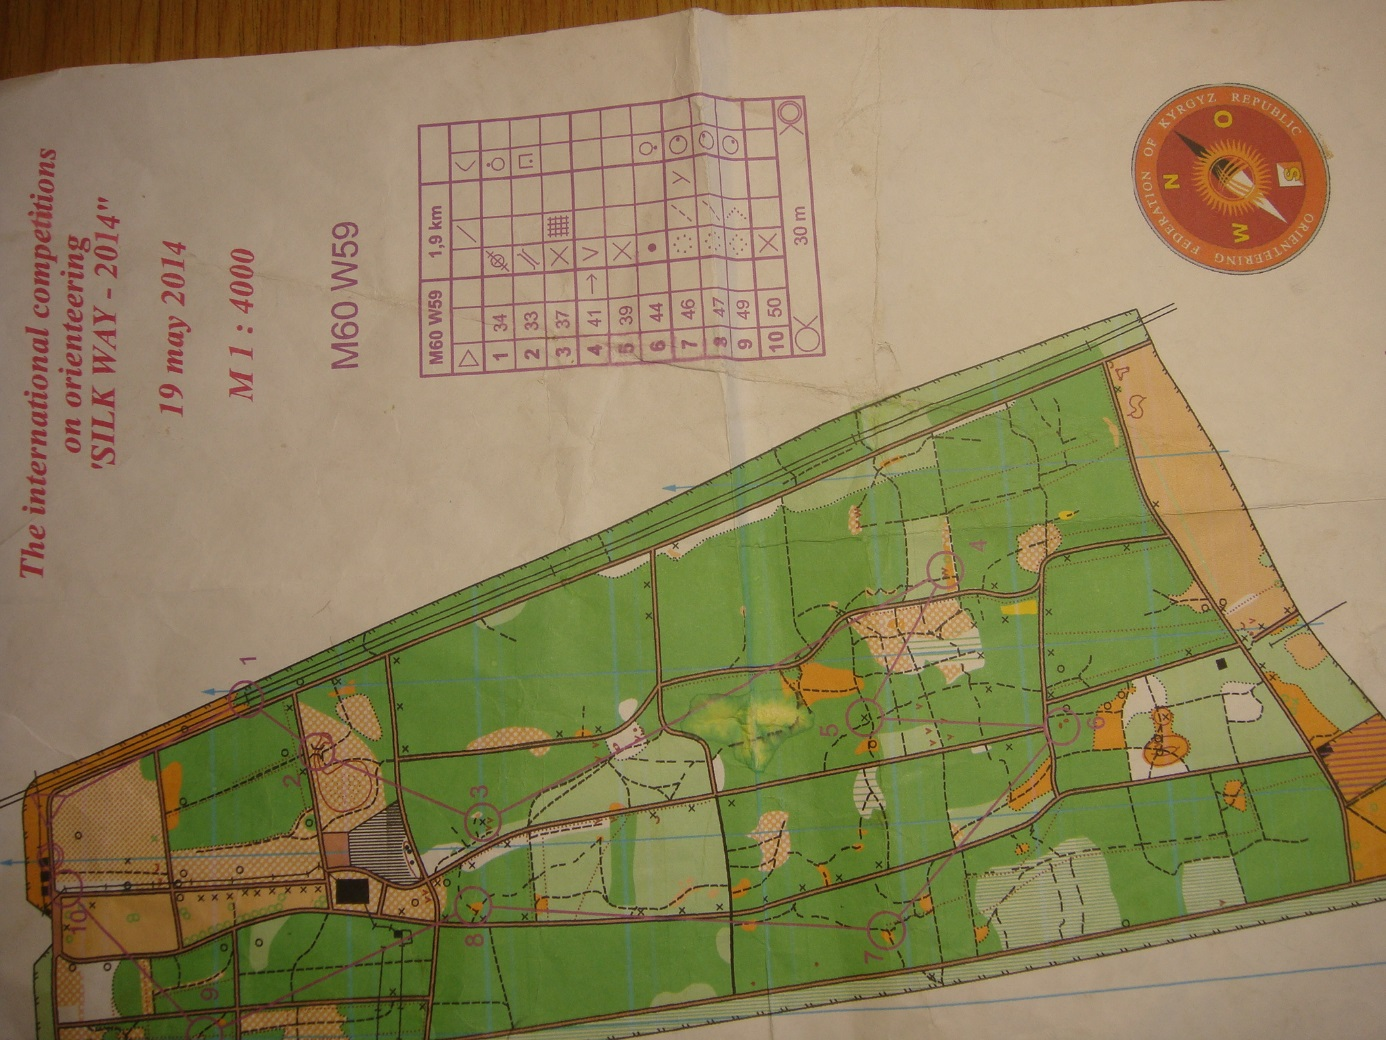 The international competitions
on orienteering
'SILK WAY - 2014"
19 may 2014
M 1 : 4000
M60 W59
M60 W59 1,9 km
1 34
2 33
3 37
4 41
5 39
6 44
7 46
8 47
9 49
10 50
30 m
FEDERATION OF KYRGYZ REPUBLIC ORIENTEERING
N O S W
1
2
3
4
5
6
7
8
9
10